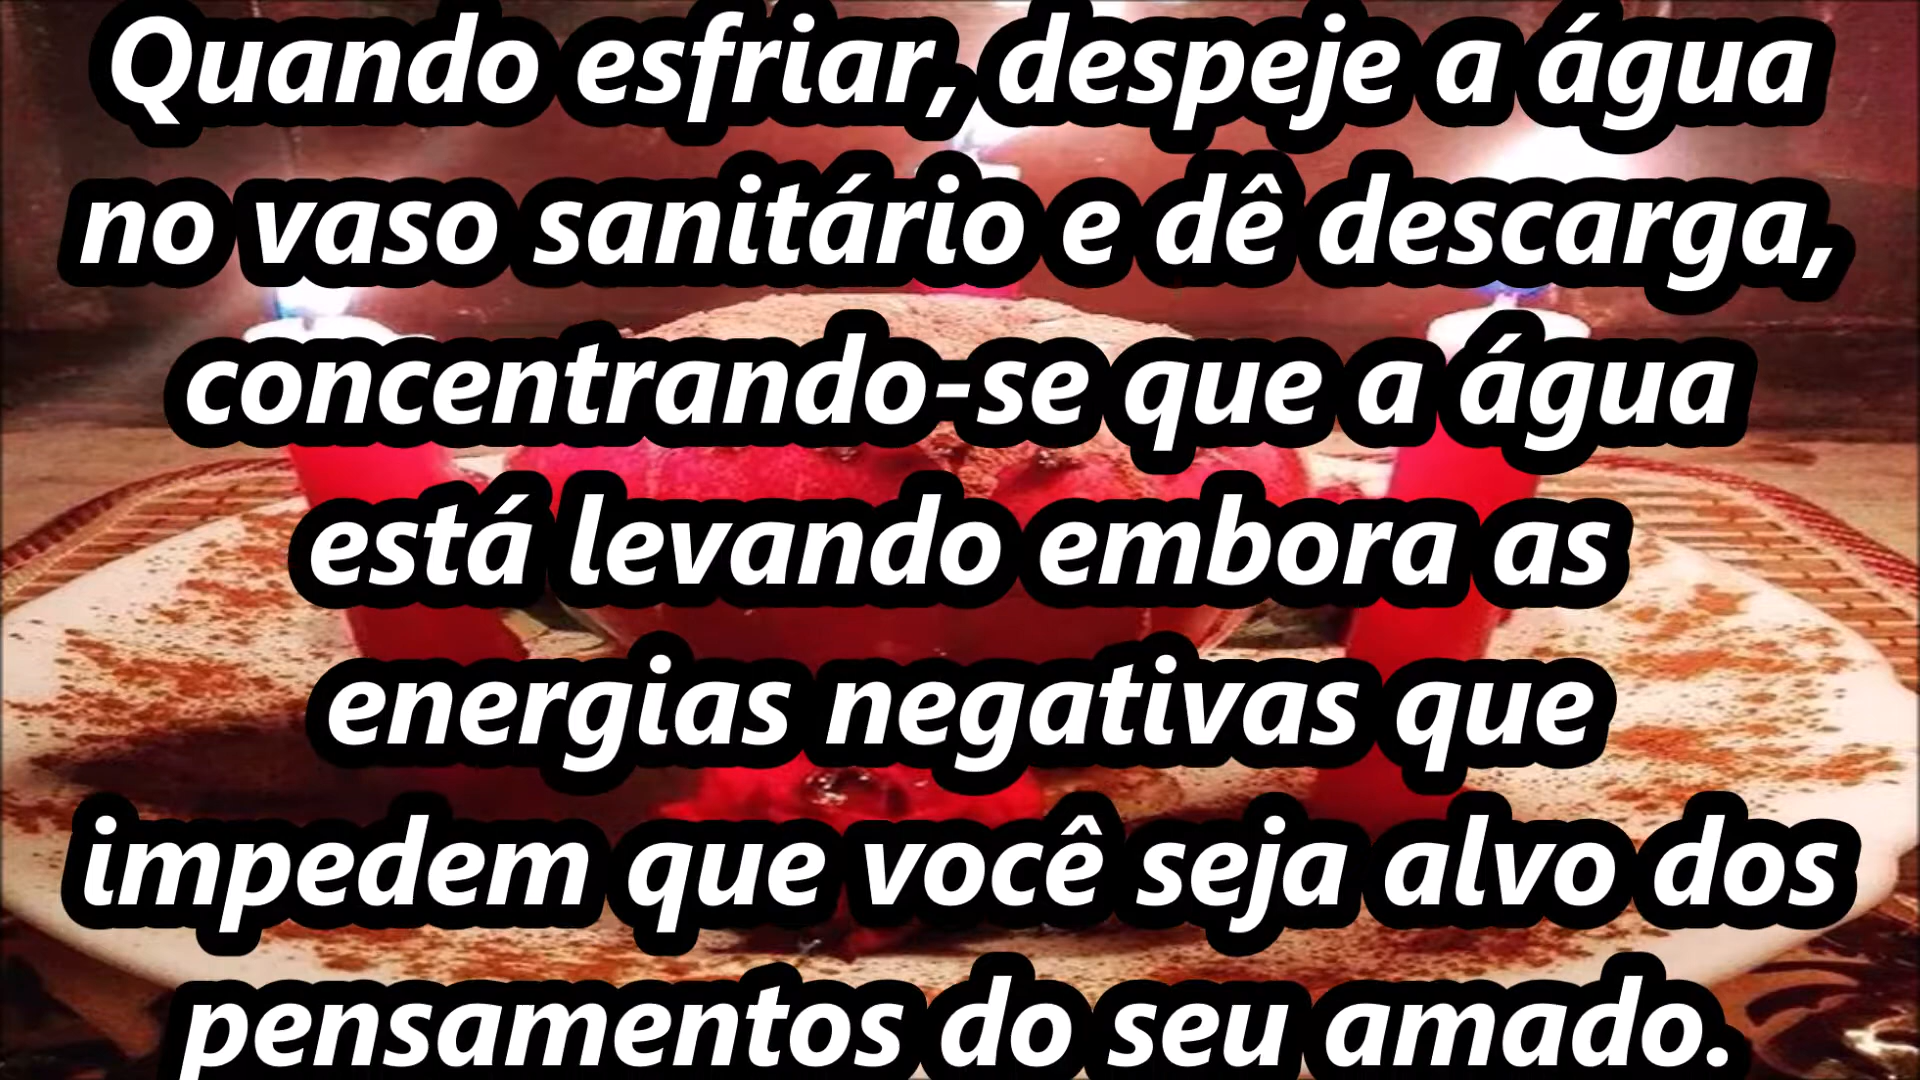 Quando esfriar, despeje a água
no vaso sanitário e dê descarga,
concentrando-se que a água
está levando embora as
energias negativas que
impedem que você seja alvo dos
pensamentos do seu amado.